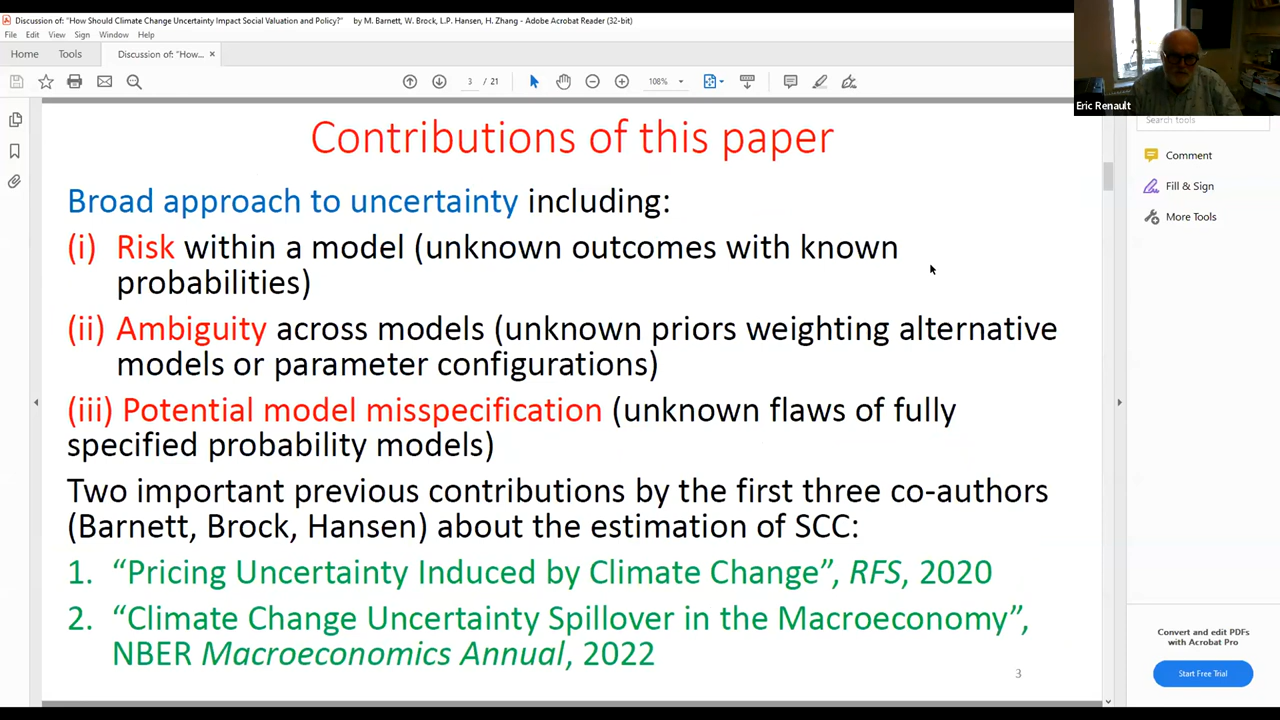 Discussion of: "How Should Climate Change Uncertainty Impact Social Valuation and Policy?" by M. Barnett, W. Brock, L.P. Hansen, H. Zhang - Adobe Acrobat Reader (32-bit)
File Edit View Sign Window Help
Home Tools Discussion of: "How... ×
3 / 21 108%
Eric Renault
Search tools
Comment
Fill & Sign
More Tools
Contributions of this paper
Broad approach to uncertainty including:
(i) Risk within a model (unknown outcomes with known
probabilities)
(ii) Ambiguity across models (unknown priors weighting alternative
models or parameter configurations)
(iii) Potential model misspecification (unknown flaws of fully
specified probability models)
Two important previous contributions by the first three co-authors
(Barnett, Brock, Hansen) about the estimation of SCC:
1. "Pricing Uncertainty Induced by Climate Change", RFS, 2020
2. "Climate Change Uncertainty Spillover in the Macroeconomy",
NBER Macroeconomics Annual, 2022
3
Convert and edit PDFs
with Acrobat Pro
Start Free Trial